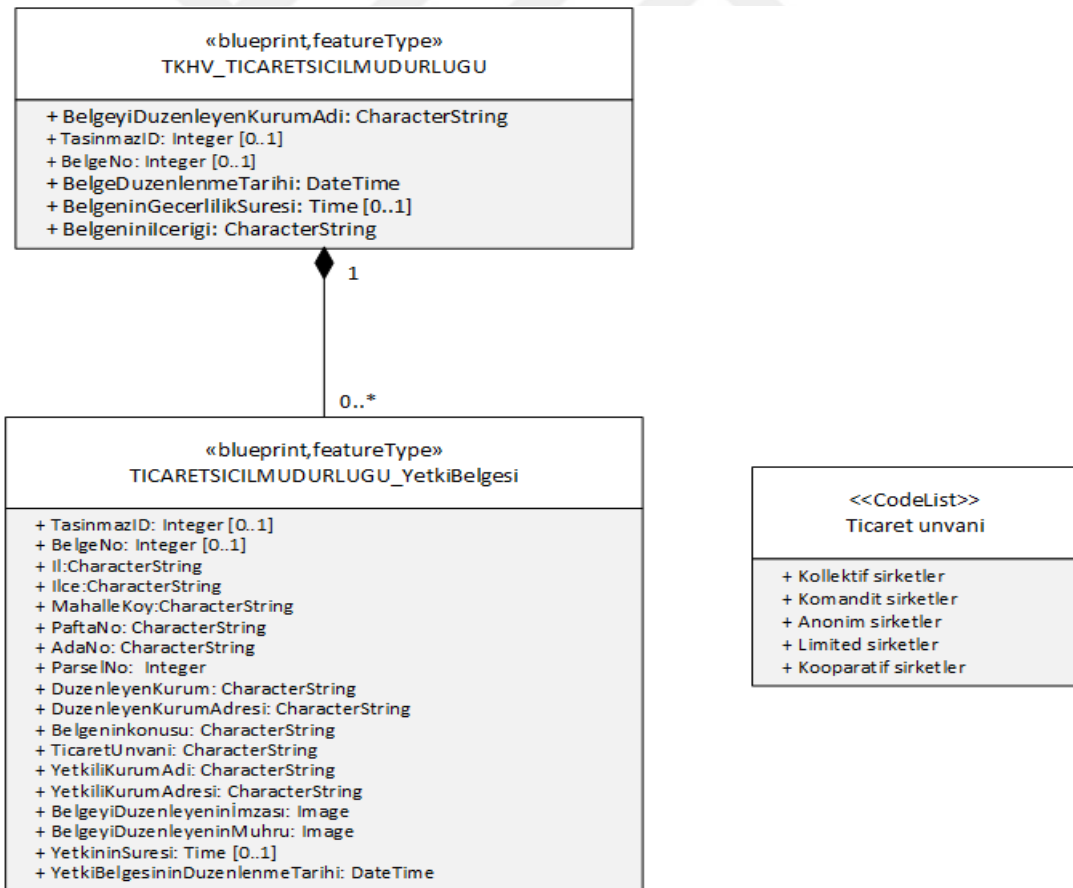 «blueprint,featureType»
TKHV_TICARETSICILMUDURLUGU
+ BelgeyiDuzenleyenKurumAdi: CharacterString
+ TasinmazID: Integer [0..1]
+ BelgeNo: Integer [0..1]
+ BelgeDuzenlenmeTarihi: DateTime
+ BelgeninGecerlilikSuresi: Time [0..1]
+ BelgeniniIcerigi: CharacterString
1
0..*
«blueprint,featureType»
TICARETSICILMUDURLUGU_YetkiBelgesi
+ TasinmazID: Integer [0..1]
+ BelgeNo: Integer [0..1]
+ Il:CharacterString
+ Ilce:CharacterString
+ MahalleKoy:CharacterString
+ PaftaNo: CharacterString
+ AdaNo: CharacterString
+ ParselNo: Integer
+ DuzenleyenKurum: CharacterString
+ DuzenleyenKurumAdresi: CharacterString
+ Belgeninkonusu: CharacterString
+ TicaretUnvani: CharacterString
+ YetkiliKurumAdi: CharacterString
+ YetkiliKurumAdresi: CharacterString
+ BelgeyiDuzenleyeninİmzası: Image
+ BelgeyiDuzenleyeninMuhru: Image
+ YetkininSuresi: Time [0..1]
+ YetkiBelgesininDuzenlenmeTarihi: DateTime
<<CodeList>>
Ticaret unvani
+ Kollektif sirketler
+ Komandit sirketler
+ Anonim sirketler
+ Limited sirketler
+ Kooparatif sirketler